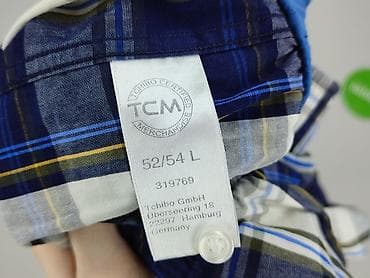 TCHIBO CERTIFIED
TCM
MERCHANDISE
52/54 L
319769
Tchibo GmbH
Überseering 18
22297 Hamburg
Germany